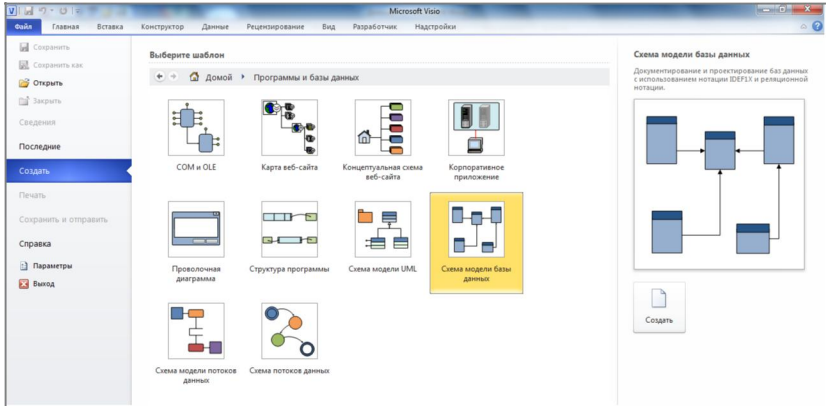 Microsoft Visio
Файл Главная Вставка Конструктор Данные Рецензирование Вид Разработчик Надстройки
Сохранить
Сохранить как
Открыть
Закрыть
Сведения
Последние
Создать
Печать
Сохранить и отправить
Справка
Параметры
Выход
Выберите шаблон
Домой Программы и базы данных
COM и OLE
Карта веб-сайта
Концептуальная схема
веб-сайта
Корпоративное
приложение
Проволочная
диаграмма
Структура программы
Схема модели UML
Схема модели базы
данных
Схема модели потоков
данных
Схема потоков данных
Схема модели базы данных
Документирование и проектирование баз данных
с использованием нотации IDEF1X и реляционной
нотации.
Создать